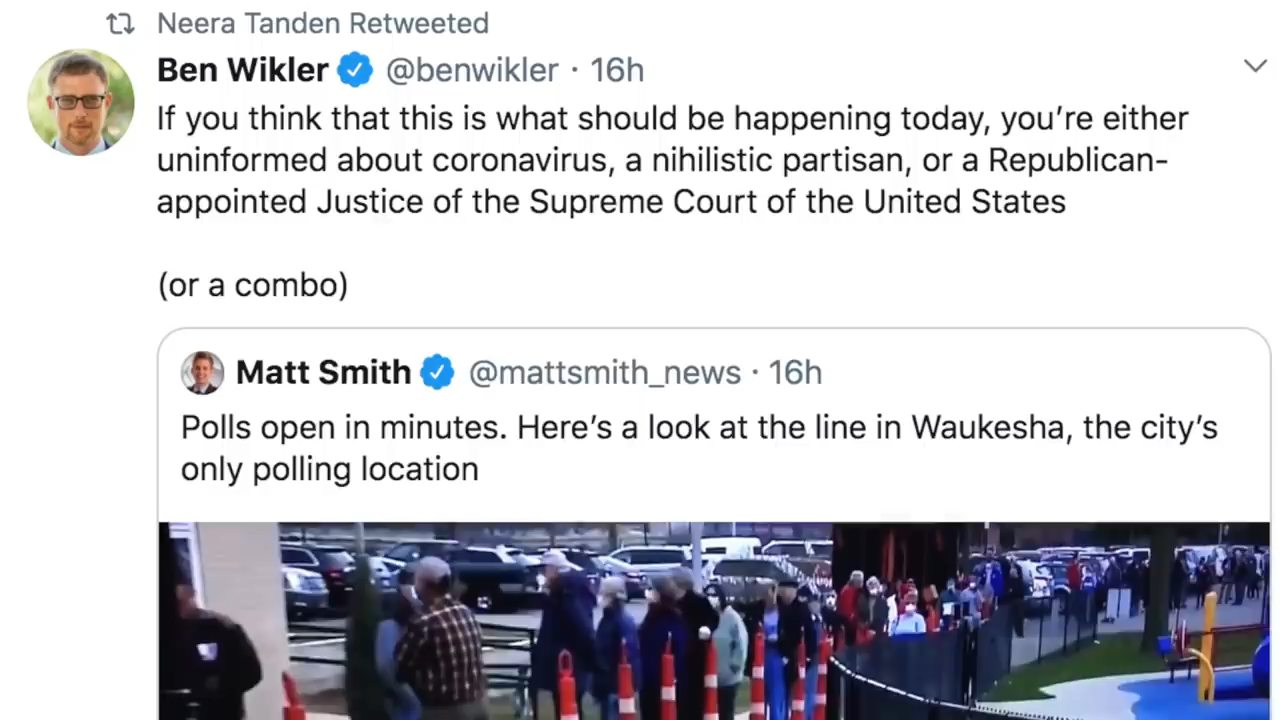 Neera Tanden Retweeted
Ben Wikler @benwikler · 16h
If you think that this is what should be happening today, you’re either
uninformed about coronavirus, a nihilistic partisan, or a Republican-
appointed Justice of the Supreme Court of the United States
(or a combo)
Matt Smith @mattsmith_news · 16h
Polls open in minutes. Here’s a look at the line in Waukesha, the city’s
only polling location